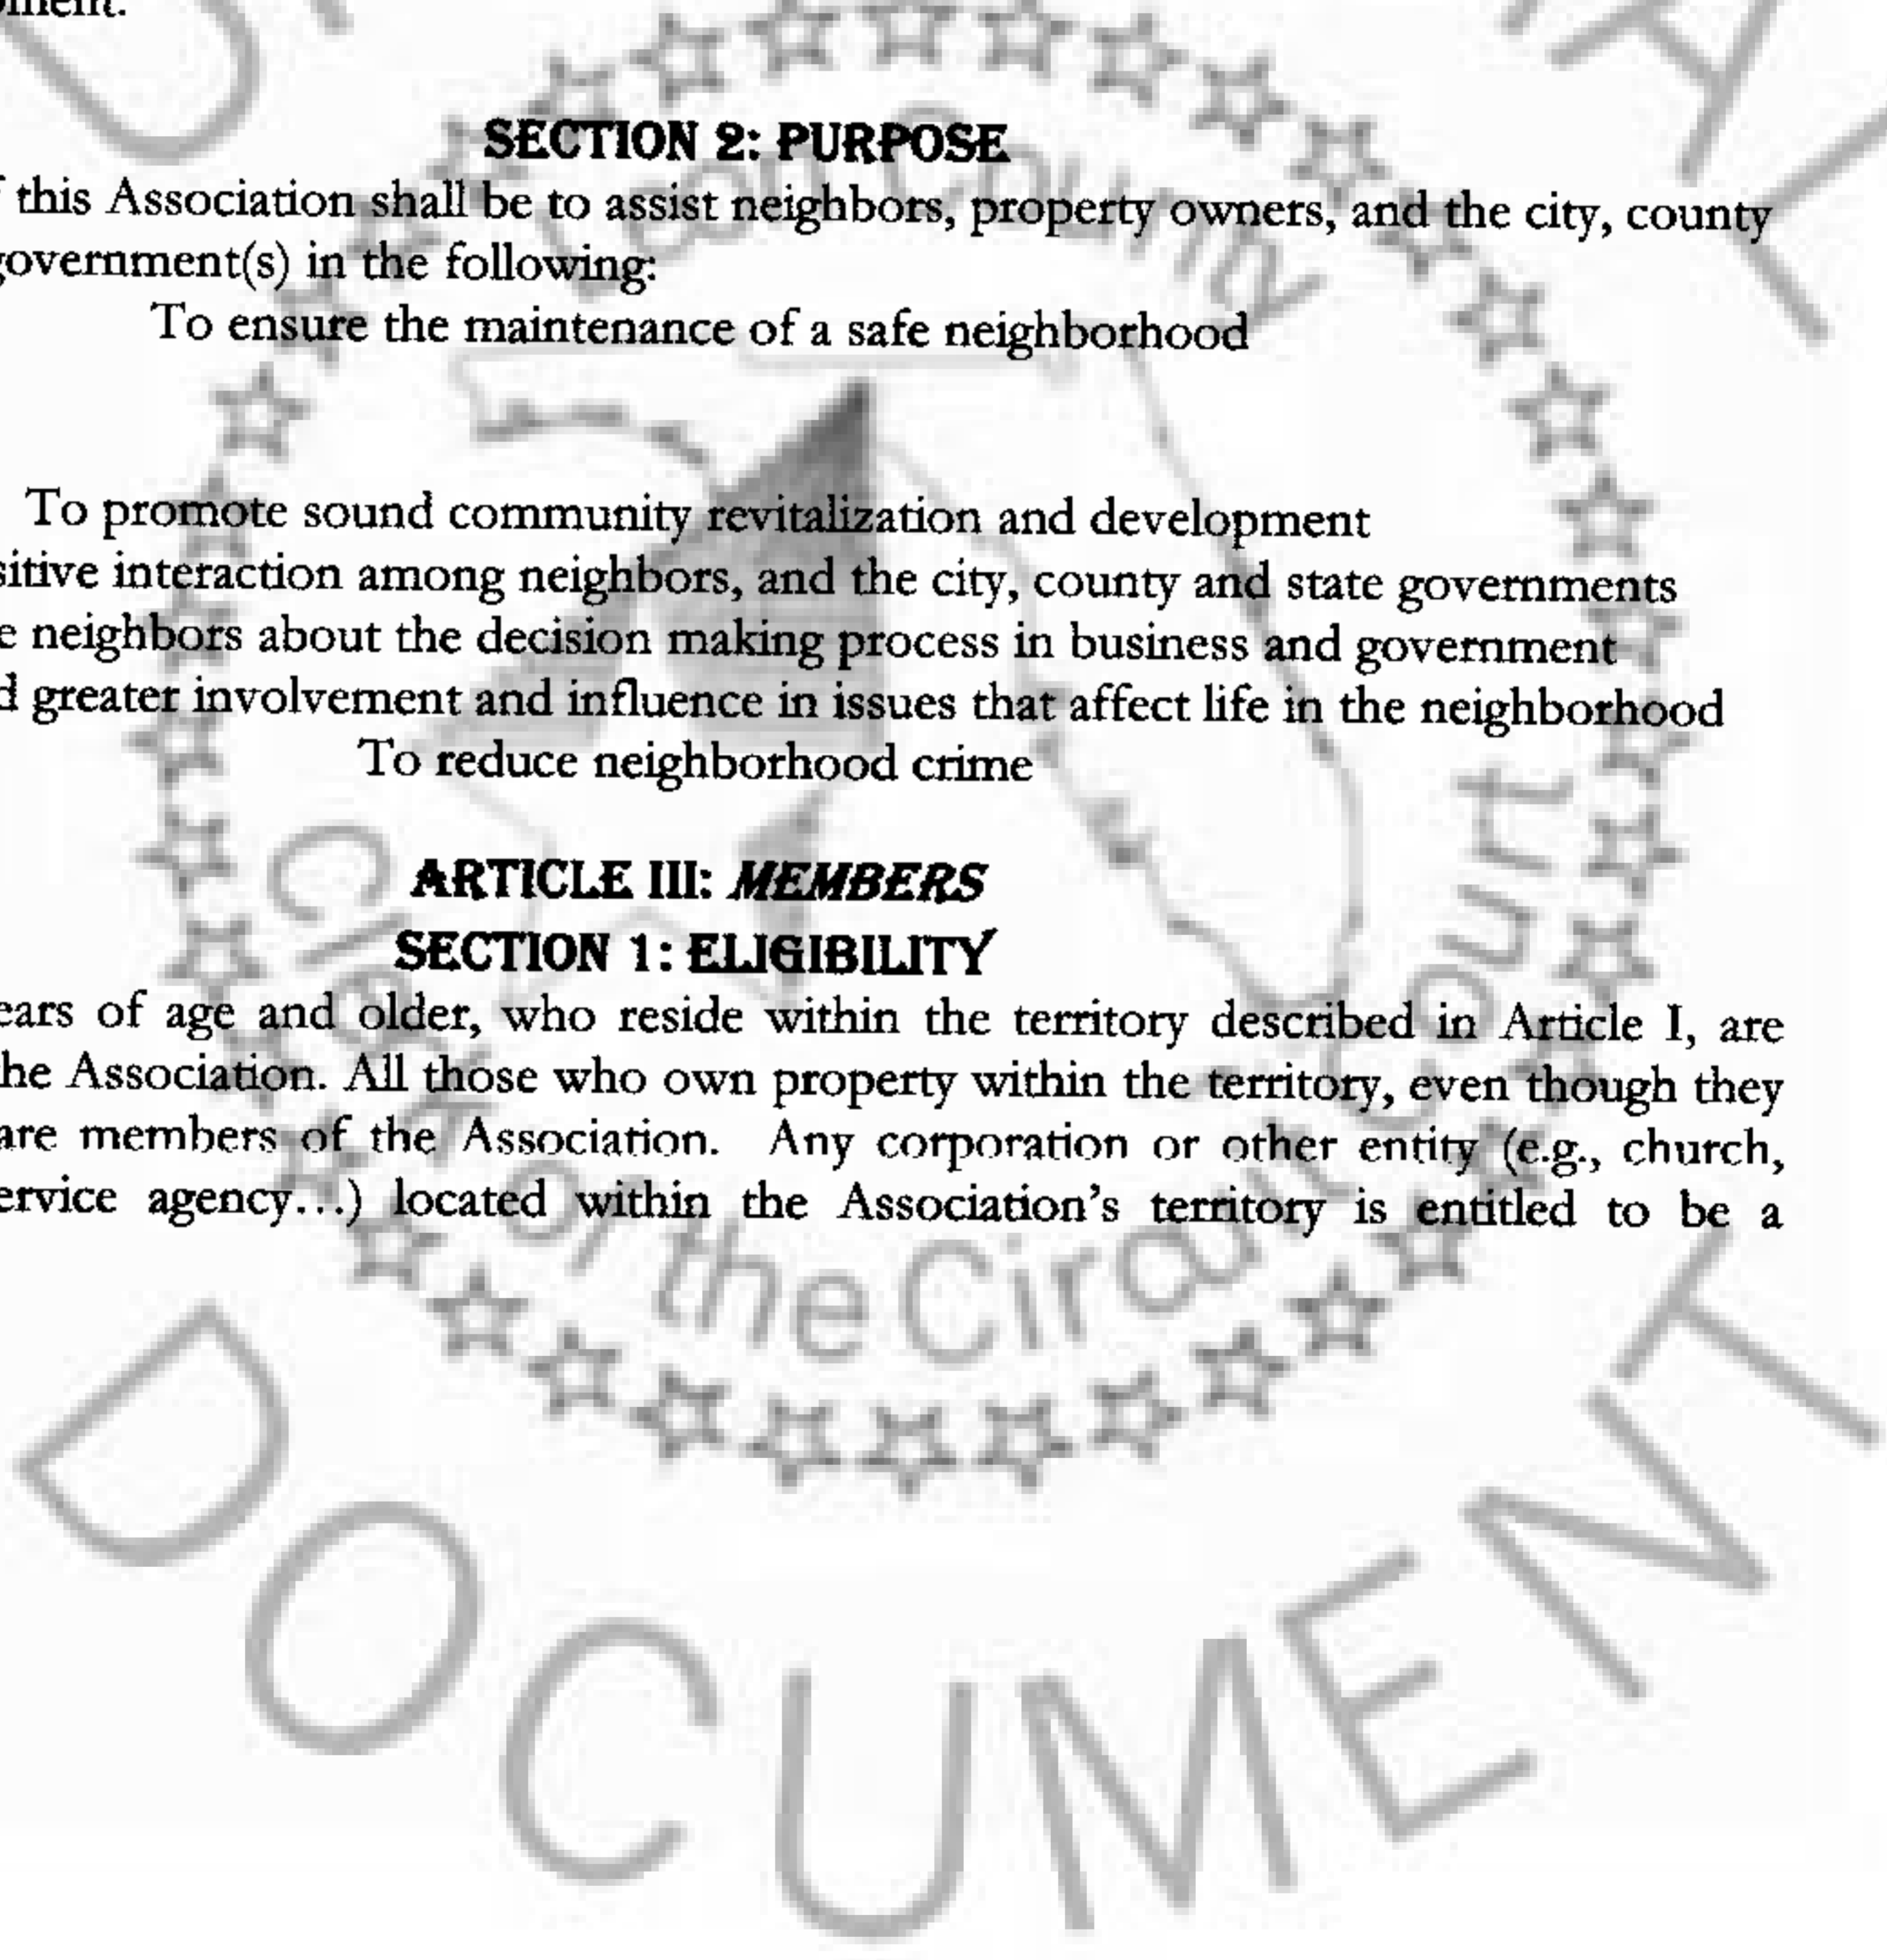 SECTION 2: PURPOSE
this Association shall be to assist neighbors, property owners, and the city, county
government(s) in the following:
To ensure the maintenance of a safe neighborhood
To promote sound community revitalization and development
sitive interaction among neighbors, and the city, county and state governments
e neighbors about the decision making process in business and government
d greater involvement and influence in issues that affect life in the neighborhood
To reduce neighborhood crime
ARTICLE III: MEMBERS
SECTION 1: ELIGIBILITY
ears of age and older, who reside within the territory described in Article I, are
he Association. All those who own property within the territory, even though they
are members of the Association. Any corporation or other entity (e.g., church,
ervice agency...) located within the Association's territory is entitled to be a
Clerk of the Circuit Court
DOCUMENT